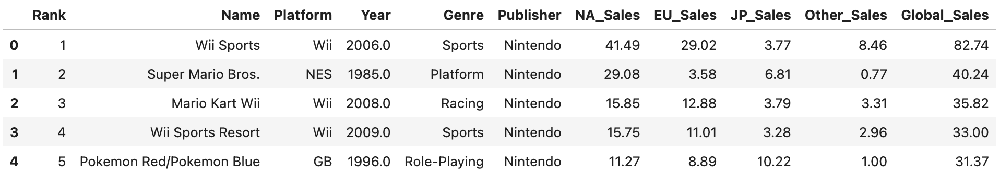 Rank Name Platform Year Genre Publisher NA_Sales EU_Sales JP_Sales Other_Sales Global_Sales
0 1 Wii Sports Wii 2006.0 Sports Nintendo 41.49 29.02 3.77 8.46 82.74
1 2 Super Mario Bros. NES 1985.0 Platform Nintendo 29.08 3.58 6.81 0.77 40.24
2 3 Mario Kart Wii Wii 2008.0 Racing Nintendo 15.85 12.88 3.79 3.31 35.82
3 4 Wii Sports Resort Wii 2009.0 Sports Nintendo 15.75 11.01 3.28 2.96 33.00
4 5 Pokemon Red/Pokemon Blue GB 1996.0 Role-Playing Nintendo 11.27 8.89 10.22 1.00 31.37